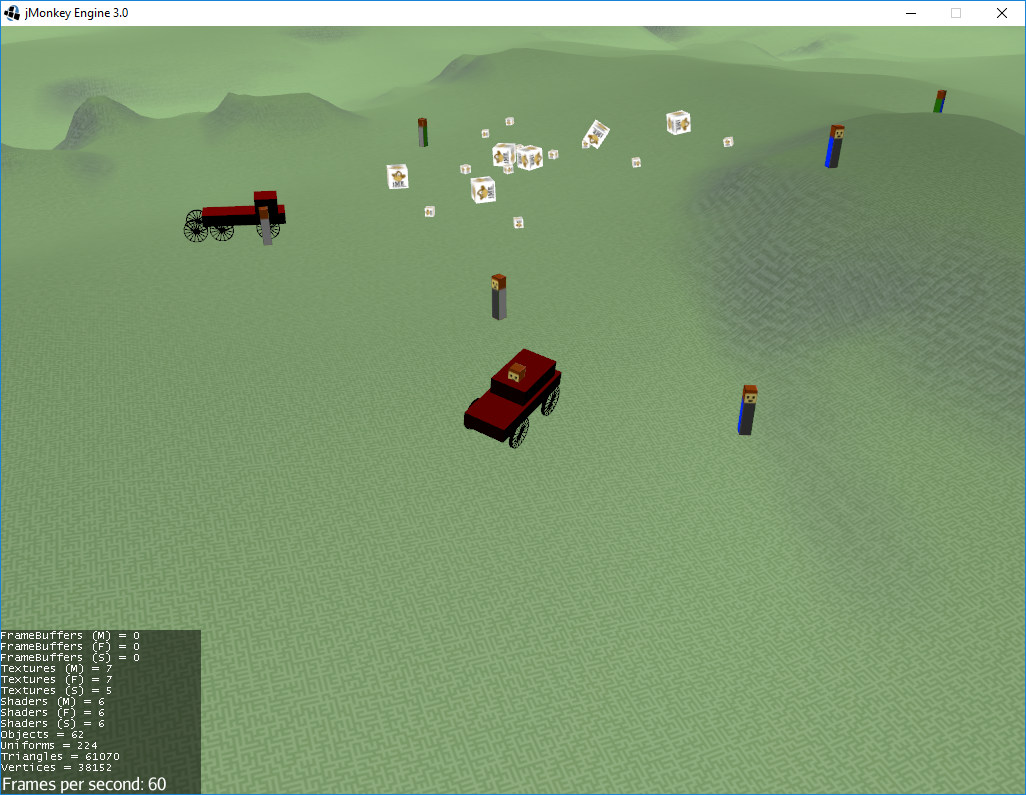 jMonkey Engine 3.0
FrameBuffers (M) = 0
FrameBuffers (F) = 0
FrameBuffers (S) = 0
Textures (M) = 7
Textures (F) = 7
Textures (S) = 5
Shaders (M) = 6
Shaders (F) = 6
Shaders (S) = 6
Objects = 62
Uniforms = 224
Triangles = 61070
Vertices = 38152
Frames per second: 60